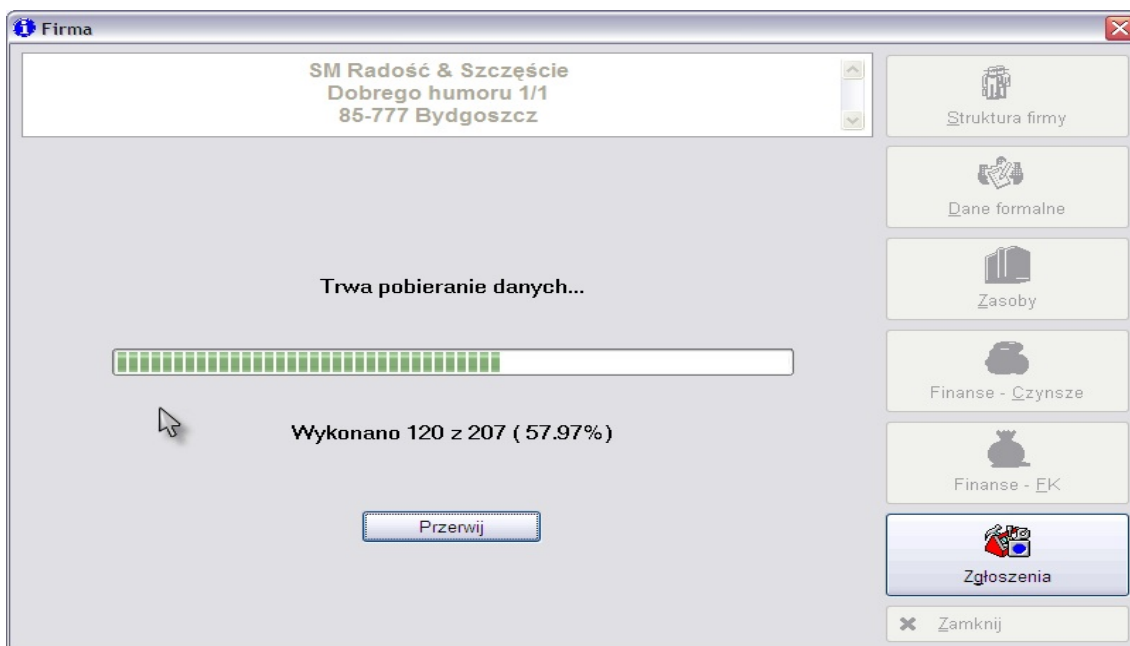 Firma
SM Radość & Szczęście
Dobrego humoru 1/1
85-777 Bydgoszcz
Trwa pobieranie danych...
Wykonano 120 z 207 ( 57.97%)
Przerwij
Struktura firmy
Dane formalne
Zasoby
Finanse - Czynsze
Finanse - FK
Zgłoszenia
Zamknij